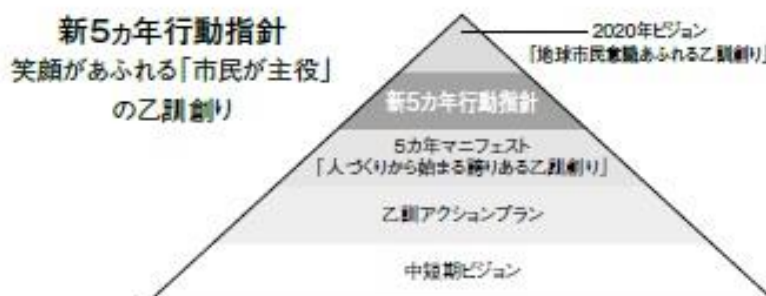 新5ヵ年行動指針
笑顔があふれる「市民が主役」
の乙訓創り
2020年ビジョン
「地球市民意識あふれる乙訓創り」
新5カ年行動指針
5カ年マニフェスト
「人づくりから始まる誇りある乙訓創り」
乙訓アクションプラン
中短期ビジョン